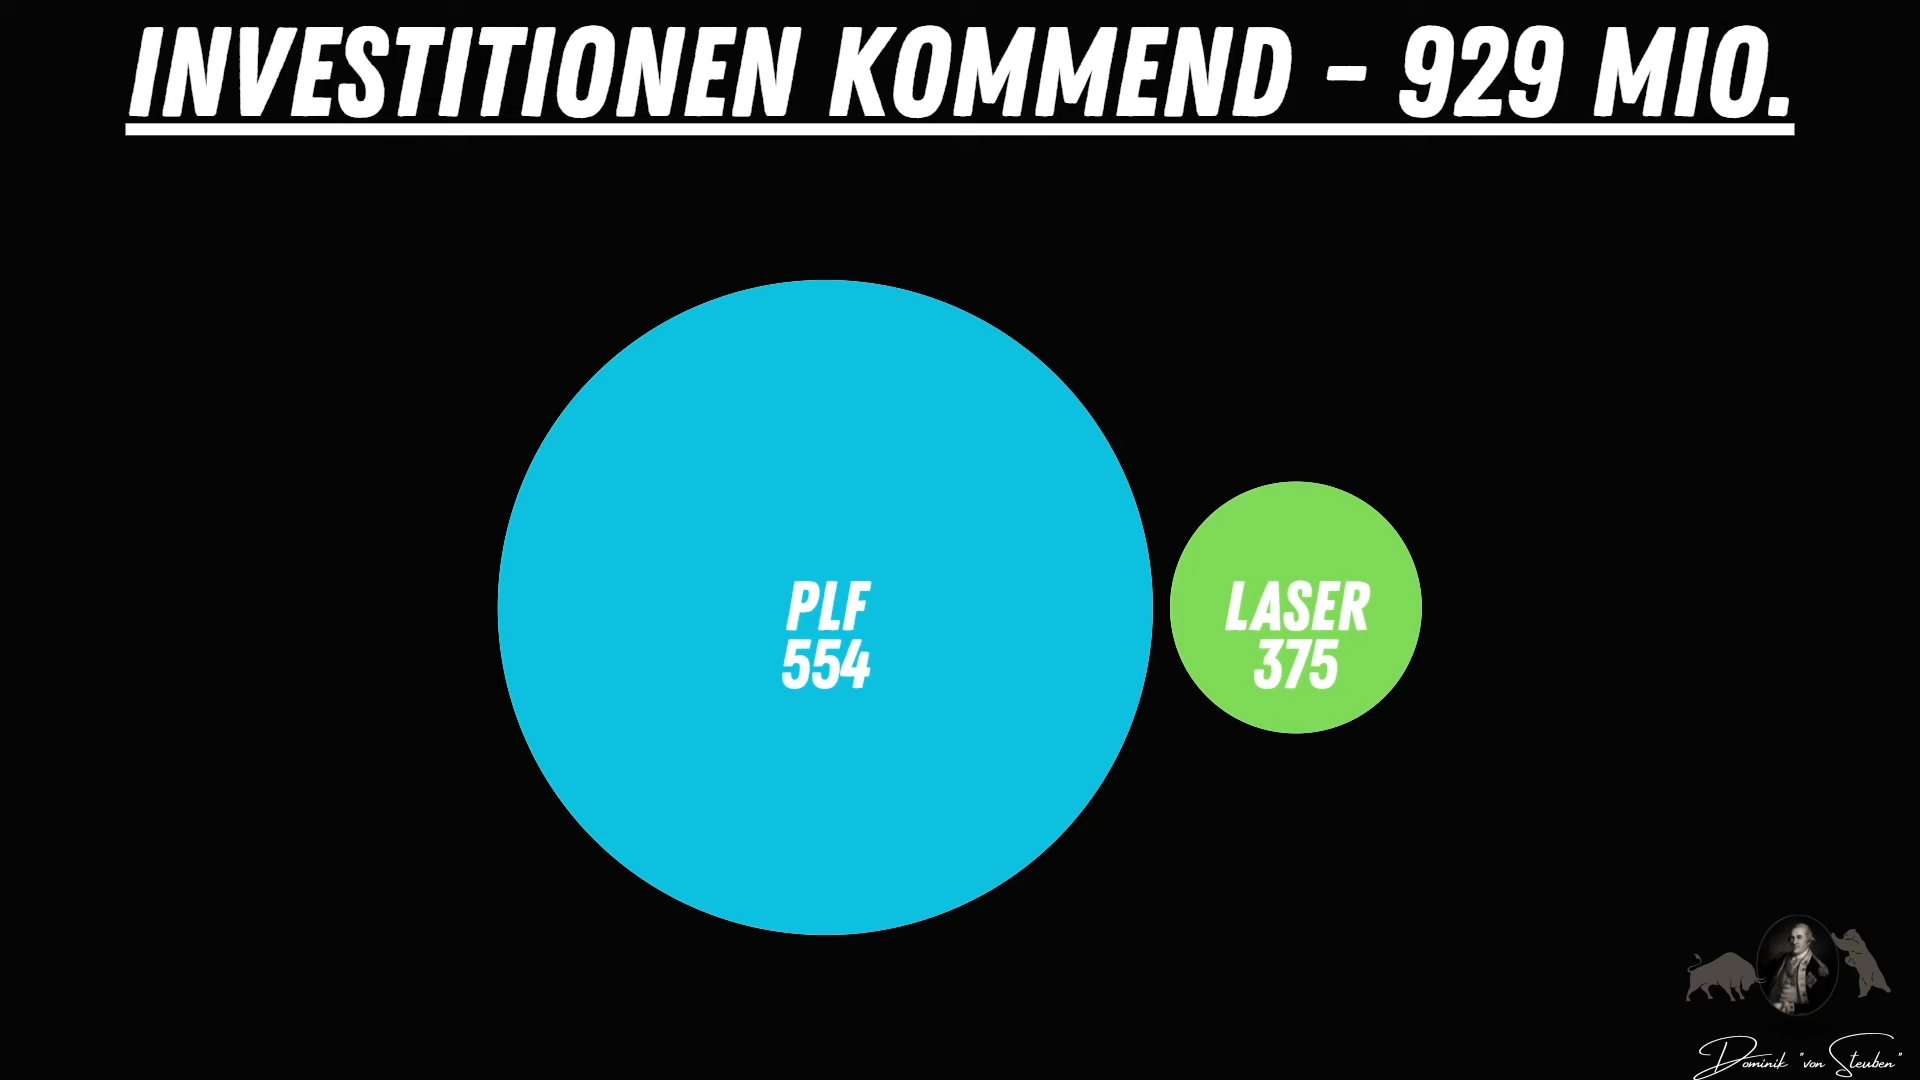 INVESTITIONEN KOMMEND - 929 MIO.
PLF
554
LASER
375
Dominik "von Steuben"